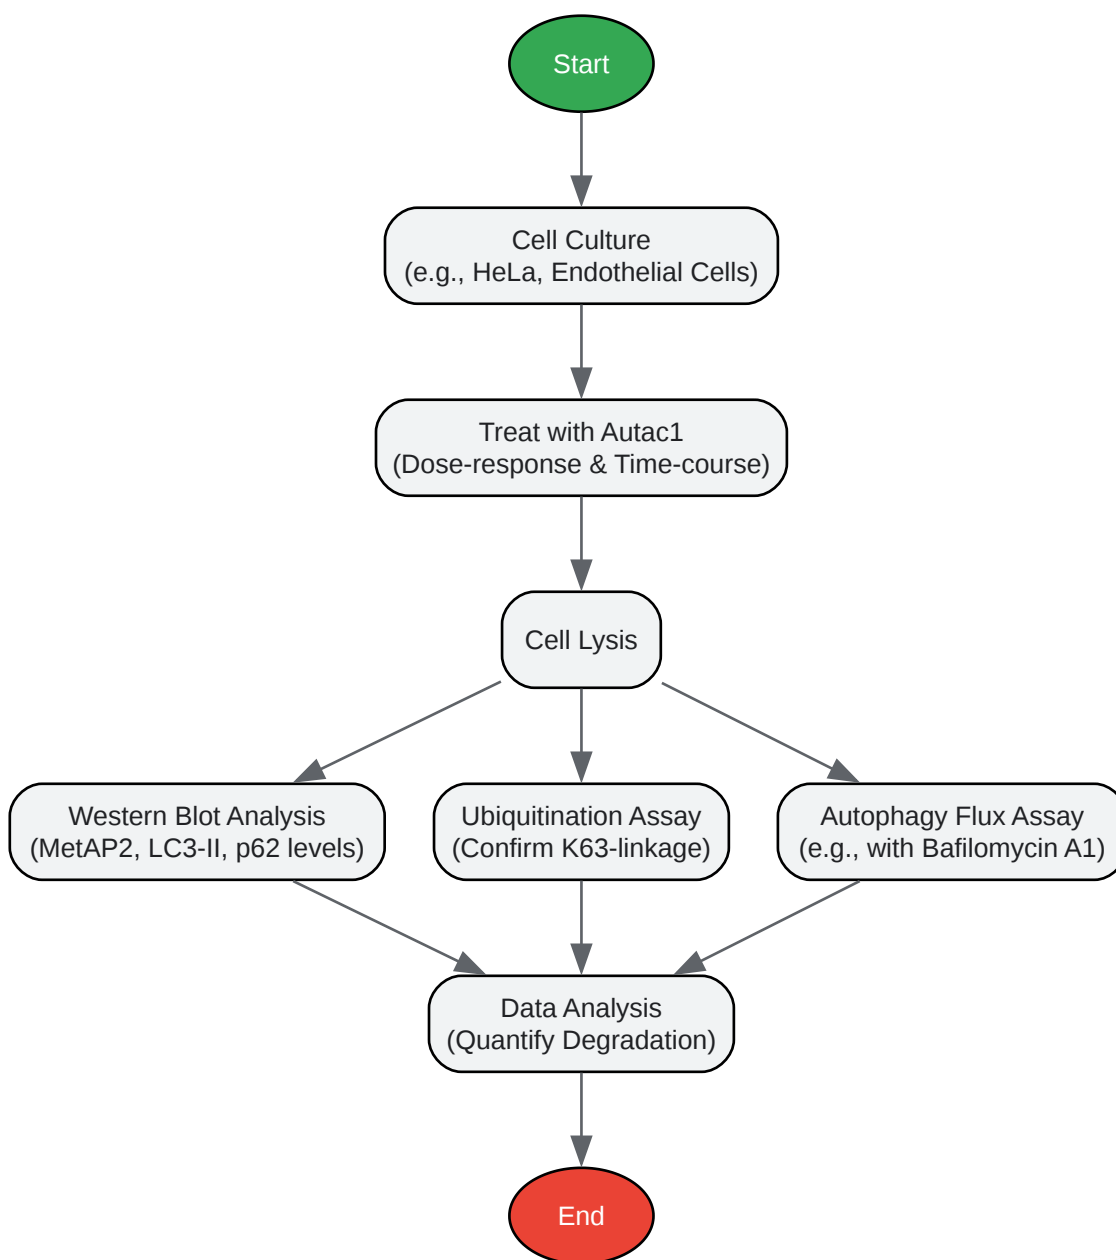 Start
Cell Culture
(e.g., HeLa, Endothelial Cells)
Treat with Autac1
(Dose-response & Time-course)
Cell Lysis
Western Blot Analysis
(MetAP2, LC3-II, p62 levels)
Ubiquitination Assay
(Confirm K63-linkage)
Autophagy Flux Assay
(e.g., with Bafilomycin A1)
Data Analysis
(Quantify Degradation)
End